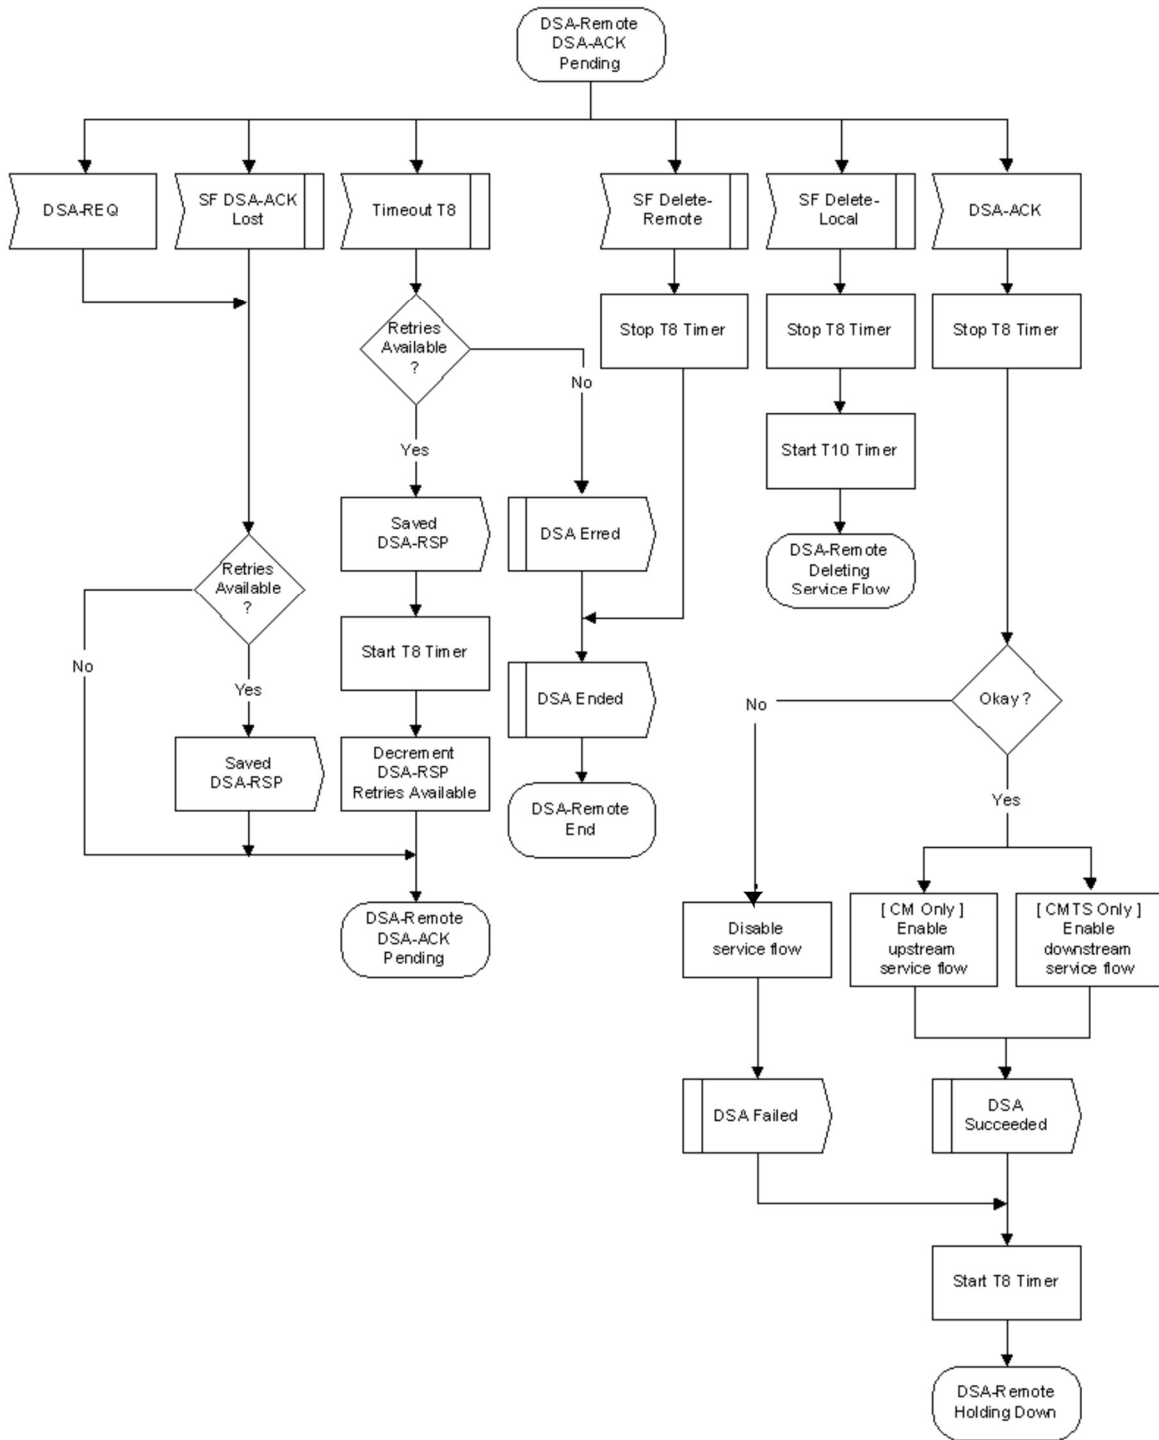 DSA-Remote
DSA-ACK
Pending
DSA-REQ
SF DSA-ACK
Lost
Timeout T8
SF Delete-
Remote
SF Delete-
Local
DSA-ACK
Retries
Available
?
Stop T8 Timer
Stop T8 Timer
Stop T8 Timer
No
Yes
Start T10 Timer
Saved
DSA-RSP
DSA Erred
DSA-Remote
Deleting
Service Flow
Retries
Available
?
No
Yes
Start T8 Timer
DSA Ended
Okay ?
No
Yes
Saved
DSA-RSP
Decrement
DSA-RSP
Retries Available
DSA-Remote
End
DSA-Remote
DSA-ACK
Pending
Disable
service flow
[ CM Only ]
Enable
upstream
service flow
[ CMTS Only ]
Enable
downstream
service flow
DSA Failed
DSA
Succeeded
Start T8 Timer
DSA-Remote
Holding Down